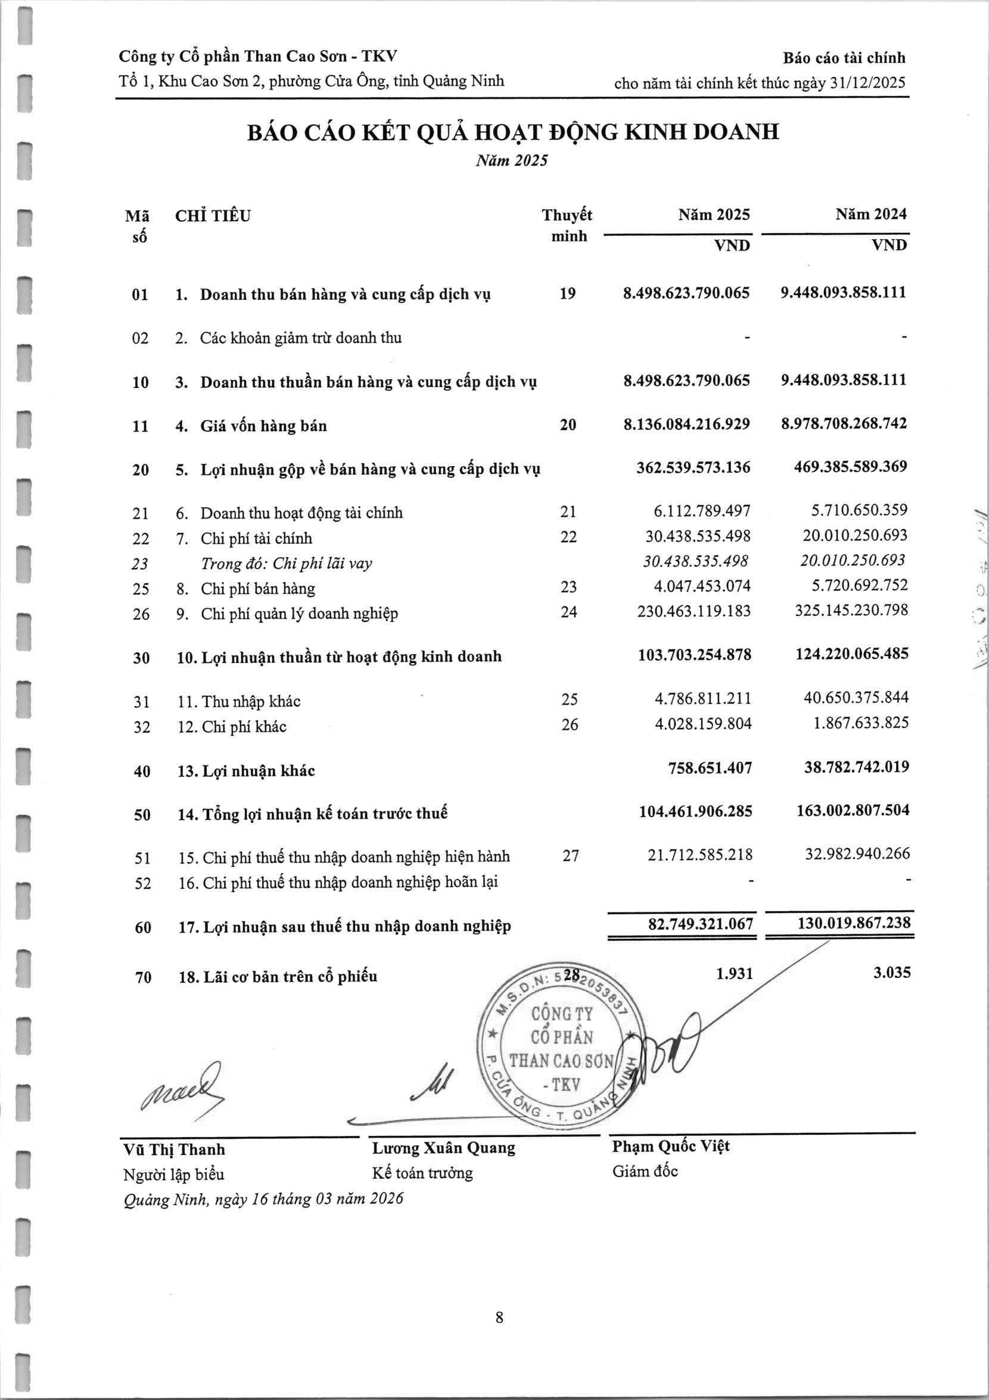 Công ty Cổ phần Than Cao Sơn - TKV
Tổ 1, Khu Cao Sơn 2, phường Cửa Ông, tỉnh Quảng Ninh
Báo cáo tài chính
cho năm tài chính kết thúc ngày 31/12/2025
BÁO CÁO KẾT QUẢ HOẠT ĐỘNG KINH DOANH
Năm 2025
Mã số CHỈ TIÊU Thuyết minh Năm 2025 Năm 2024
VND VND
01 1. Doanh thu bán hàng và cung cấp dịch vụ 19 8.498.623.790.065 9.448.093.858.111
02 2. Các khoản giảm trừ doanh thu - -
10 3. Doanh thu thuần bán hàng và cung cấp dịch vụ 8.498.623.790.065 9.448.093.858.111
11 4. Giá vốn hàng bán 20 8.136.084.216.929 8.978.708.268.742
20 5. Lợi nhuận gộp về bán hàng và cung cấp dịch vụ 362.539.573.136 469.385.589.369
21 6. Doanh thu hoạt động tài chính 21 6.112.789.497 5.710.650.359
22 7. Chi phí tài chính 22 30.438.535.498 20.010.250.693
23 Trong đó: Chi phí lãi vay 30.438.535.498 20.010.250.693
25 8. Chi phí bán hàng 23 4.047.453.074 5.720.692.752
26 9. Chi phí quản lý doanh nghiệp 24 230.463.119.183 325.145.230.798
30 10. Lợi nhuận thuần từ hoạt động kinh doanh 103.703.254.878 124.220.065.485
31 11. Thu nhập khác 25 4.786.811.211 40.650.375.844
32 12. Chi phí khác 26 4.028.159.804 1.867.633.825
40 13. Lợi nhuận khác 758.651.407 38.782.742.019
50 14. Tổng lợi nhuận kế toán trước thuế 104.461.906.285 163.002.807.504
51 15. Chi phí thuế thu nhập doanh nghiệp hiện hành 27 21.712.585.218 32.982.940.266
52 16. Chi phí thuế thu nhập doanh nghiệp hoãn lại - -
60 17. Lợi nhuận sau thuế thu nhập doanh nghiệp 82.749.321.067 130.019.867.238
70 18. Lãi cơ bản trên cổ phiếu 28 1.931 3.035
CÔNG TY
CỔ PHẦN
THAN CAO SƠN
-TKV
P. CỬA ÔNG - T. QUẢNG NINH
Vũ Thị Thanh
Người lập biểu
Lương Xuân Quang
Kế toán trưởng
Phạm Quốc Việt
Giám đốc
Quảng Ninh, ngày 16 tháng 03 năm 2026
8